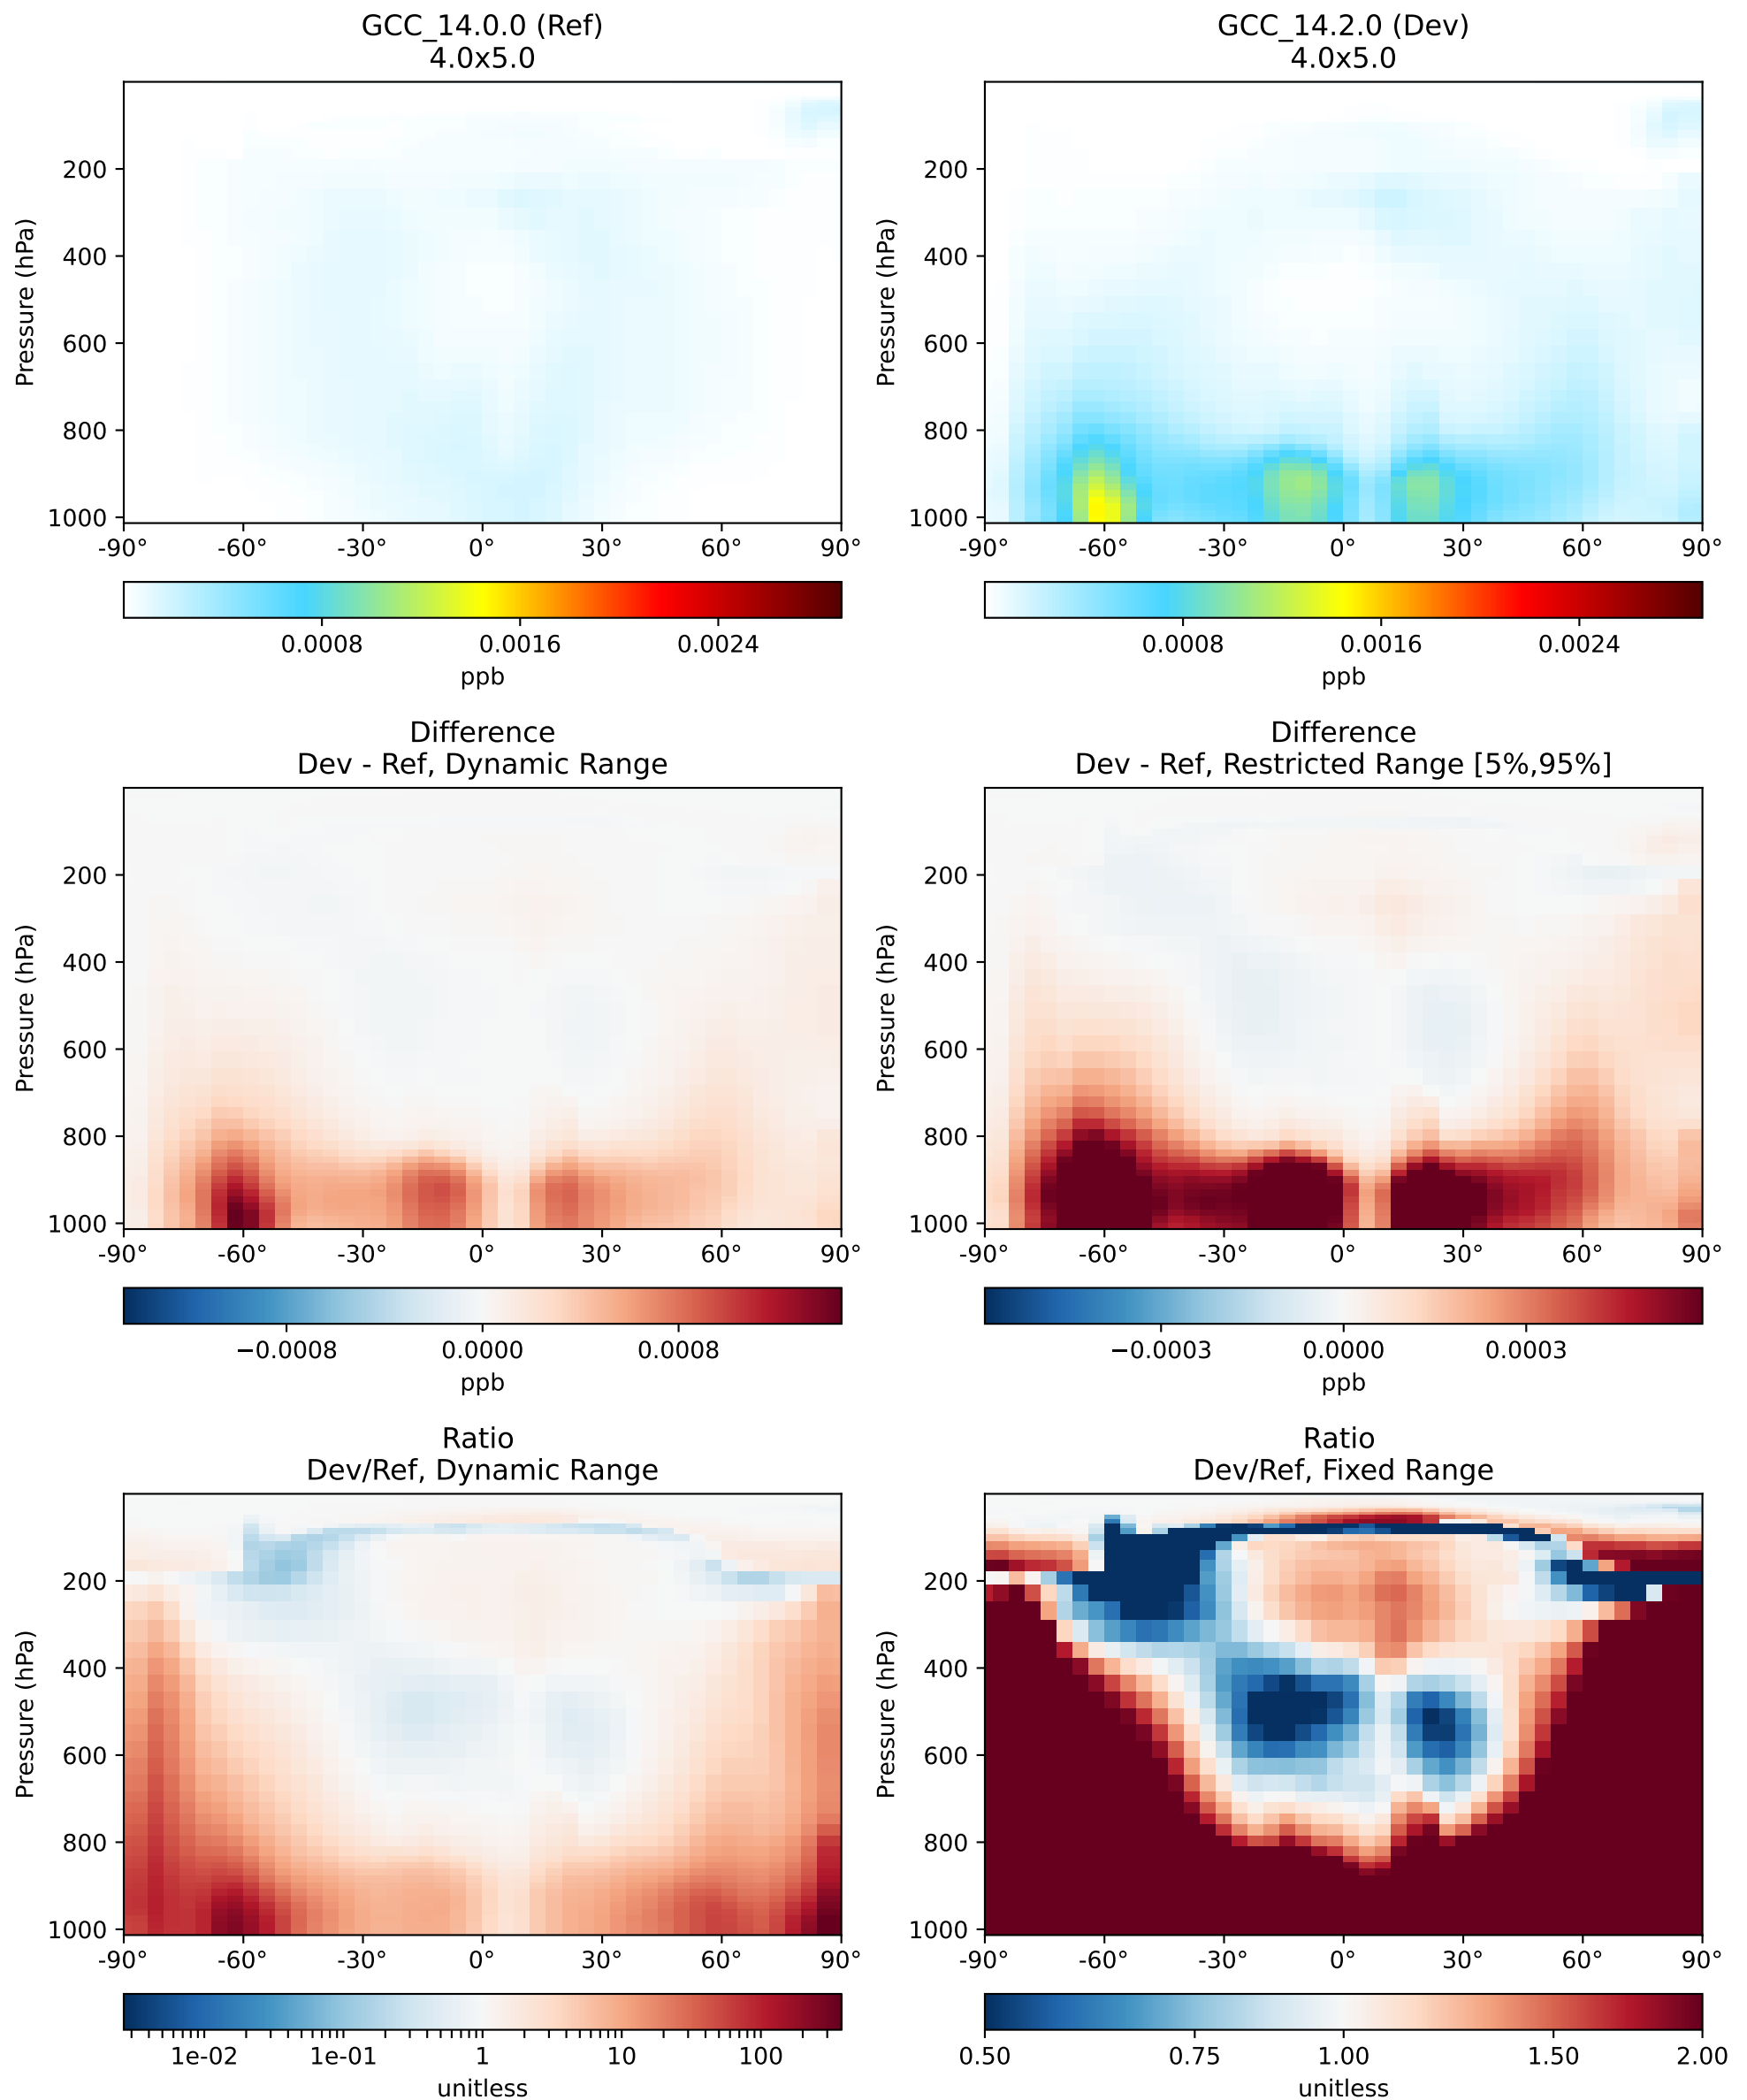 GCC_14.0.0 (Ref)
4.0x5.0
Pressure (hPa)
200
400
600
800
1000
-90° -60° -30° 0° 30° 60° 90°
0.0008 0.0016 0.0024
ppb
GCC_14.2.0 (Dev)
4.0x5.0
Pressure (hPa)
200
400
600
800
1000
-90° -60° -30° 0° 30° 60° 90°
0.0008 0.0016 0.0024
ppb
Difference
Dev - Ref, Dynamic Range
Pressure (hPa)
200
400
600
800
1000
-90° -60° -30° 0° 30° 60° 90°
−0.0008 0.0000 0.0008
ppb
Difference
Dev - Ref, Restricted Range [5%,95%]
Pressure (hPa)
200
400
600
800
1000
-90° -60° -30° 0° 30° 60° 90°
−0.0003 0.0000 0.0003
ppb
Ratio
Dev/Ref, Dynamic Range
Pressure (hPa)
200
400
600
800
1000
-90° -60° -30° 0° 30° 60° 90°
1e-02 1e-01 1 10 100
unitless
Ratio
Dev/Ref, Fixed Range
Pressure (hPa)
200
400
600
800
1000
-90° -60° -30° 0° 30° 60° 90°
0.50 0.75 1.00 1.50 2.00
unitless